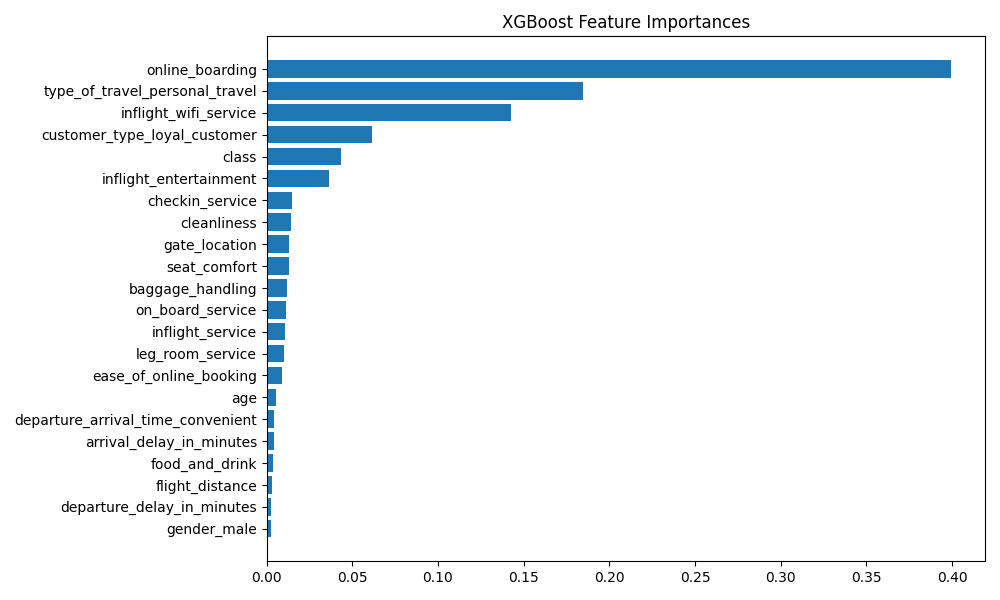 XGBoost Feature Importances
online_boarding
type_of_travel_personal_travel
inflight_wifi_service
customer_type_loyal_customer
class
inflight_entertainment
checkin_service
cleanliness
gate_location
seat_comfort
baggage_handling
on_board_service
inflight_service
leg_room_service
ease_of_online_booking
age
departure_arrival_time_convenient
arrival_delay_in_minutes
food_and_drink
flight_distance
departure_delay_in_minutes
gender_male
0.00 0.05 0.10 0.15 0.20 0.25 0.30 0.35 0.40